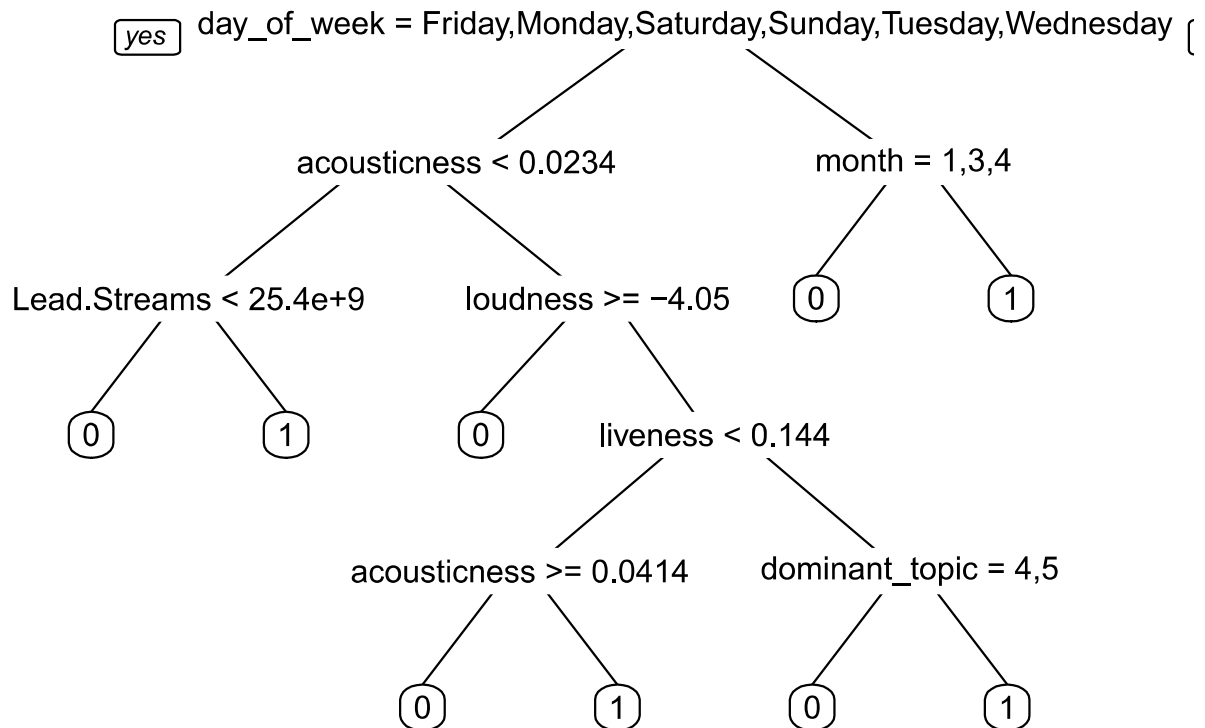 yes day_of_week = Friday,Monday,Saturday,Sunday,Tuesday,Wednesday
acousticness < 0.0234 month = 1,3,4
Lead.Streams < 25.4e+9 loudness >= −4.05 0 1
0 1 0 liveness < 0.144
acousticness >= 0.0414 dominant_topic = 4,5
0 1 0 1